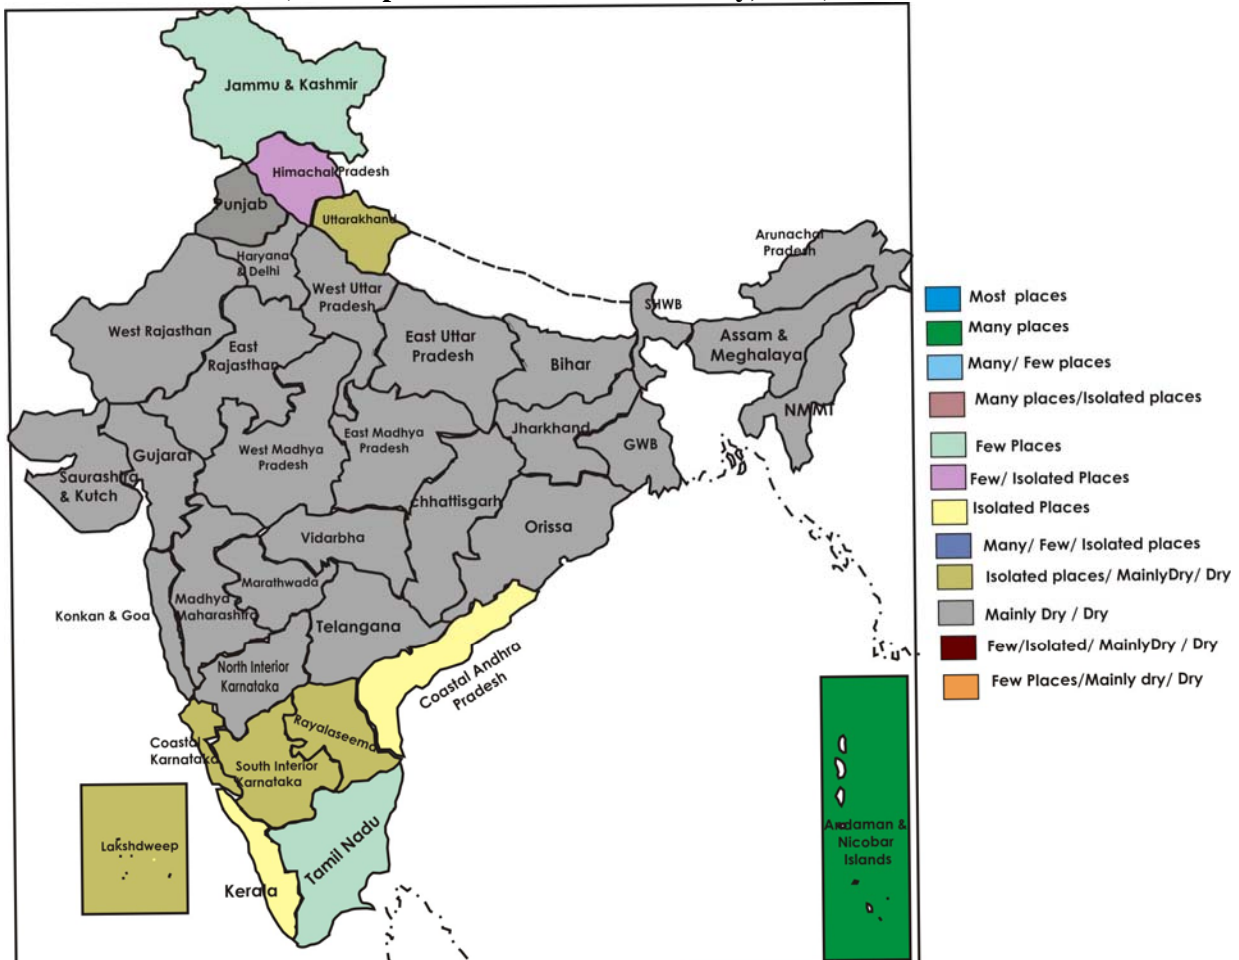 Jammu & Kashmir
Himachal Pradesh
Punjab
Uttarakhand
Haryana
& Delhi
West Uttar
Pradesh
Arunachal
Pradesh
SHWB
West Rajasthan
East
Rajasthan
East Uttar
Pradesh
Bihar
Assam &
Meghalaya
NMMT
Gujarat
Saurashtra
& Kutch
West Madhya
Pradesh
East Madhya
Pradesh
Jharkhand
GWB
chhattisgarh
Orissa
Vidarbha
Marathwada
Madhya
Maharashtra
Konkan & Goa
Telangana
North Interior
Karnataka
Coastal Andhra
Pradesh
Rayalaseema
Coastal
Karnataka
South Interior
Karnataka
Lakshdweep
Kerala
Tamil Nadu
Andaman &
Nicobar
Islands
Most places
Many places
Many/ Few places
Many places/Isolated places
Few Places
Few/ Isolated Places
Isolated Places
Many/ Few/ Isolated places
Isolated places/ MainlyDry/ Dry
Mainly Dry / Dry
Few/Isolated/ MainlyDry / Dry
Few Places/Mainly dry/ Dry